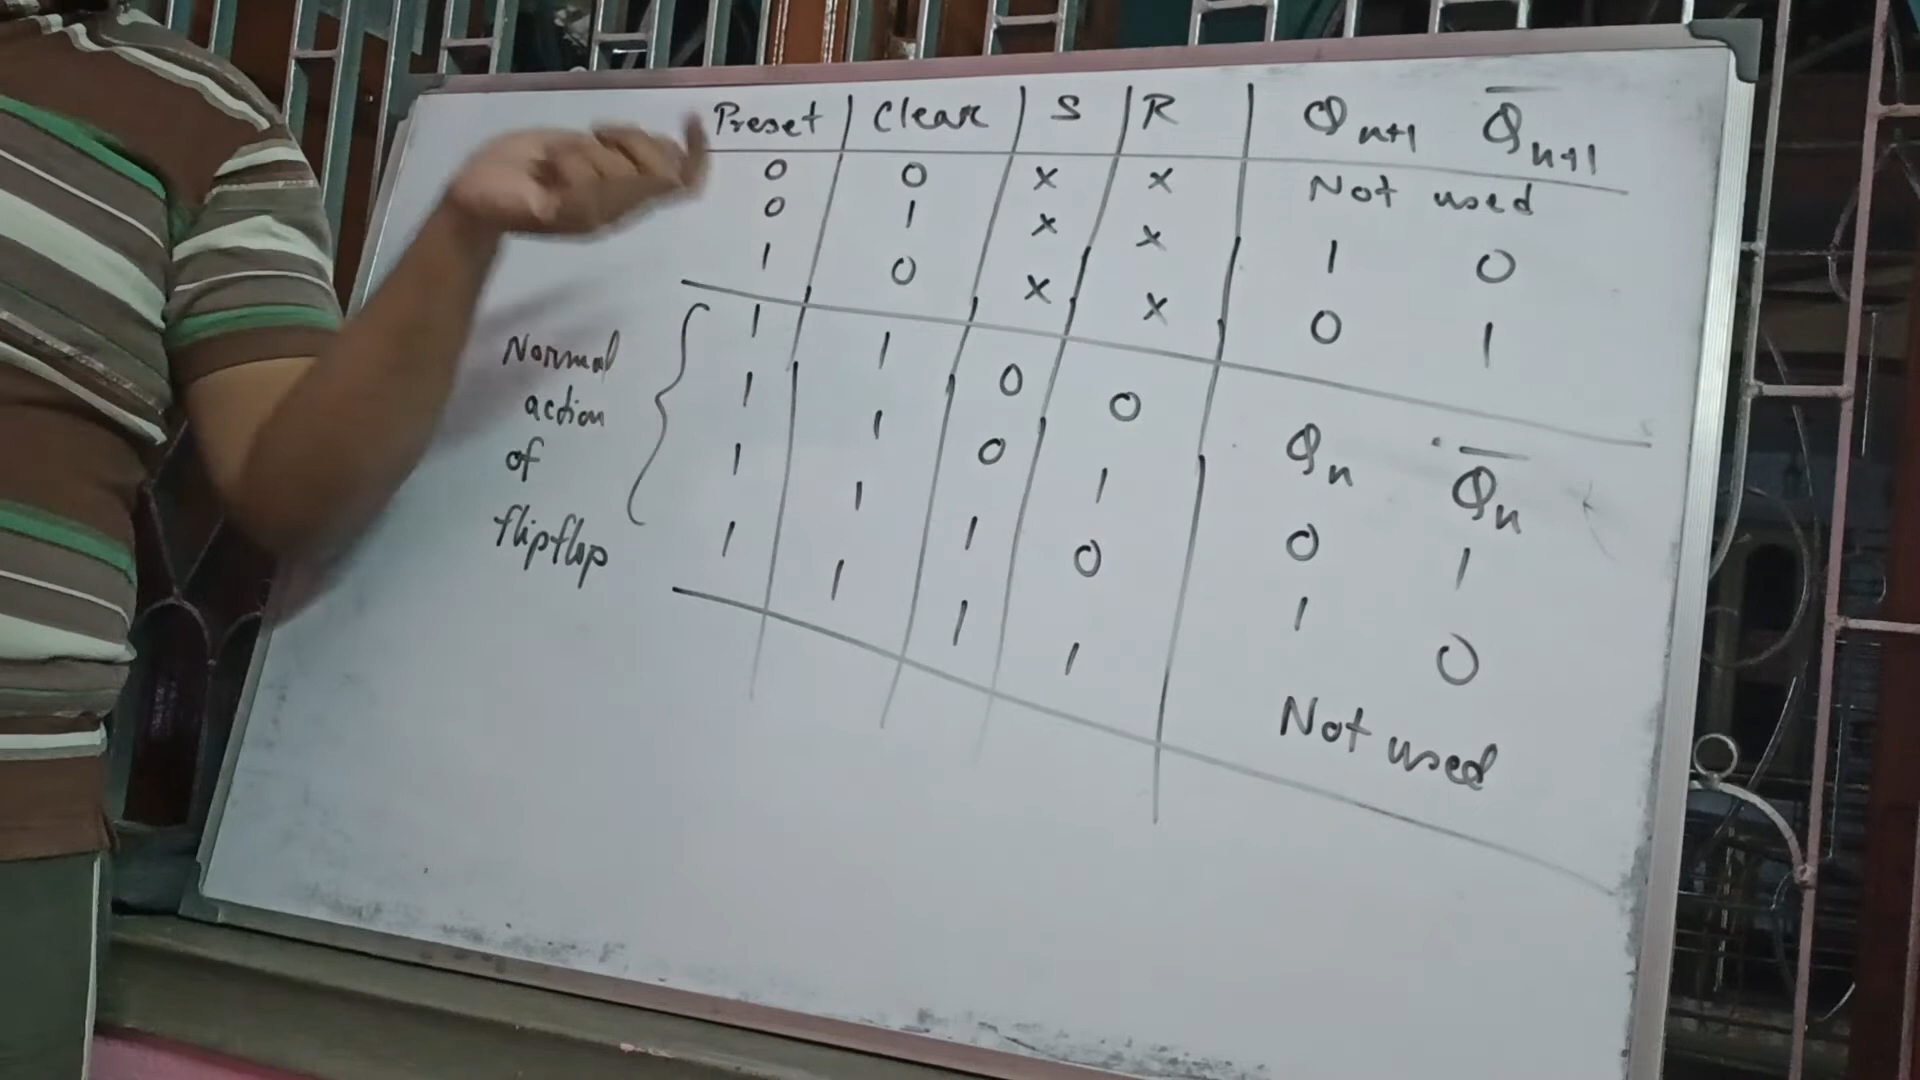 Preset Clear S R Qn+1 Q̅n+1
0 0 x x Not used
0 1 x x 1 0
1 0 x x 0 1
1 1 0 0 Qn Q̅n
1 1 0 1 0 1
1 1 1 0 1 0
1 1 1 1 Not used
Normal
action
of
flipflop